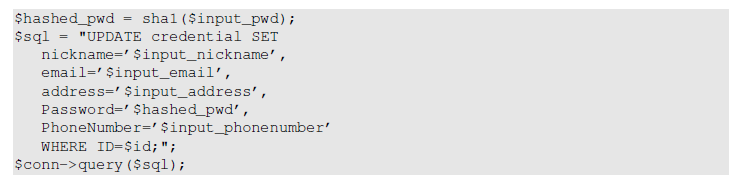 $hashed_pwd = sha1($input_pwd);
$sql = "UPDATE credential SET
nickname=’$input_nickname’,
email=’$input_email’,
address=’$input_address’,
Password=’$hashed_pwd’,
PhoneNumber=’$input_phonenumber’
WHERE ID=$id;";
$conn->query($sql);